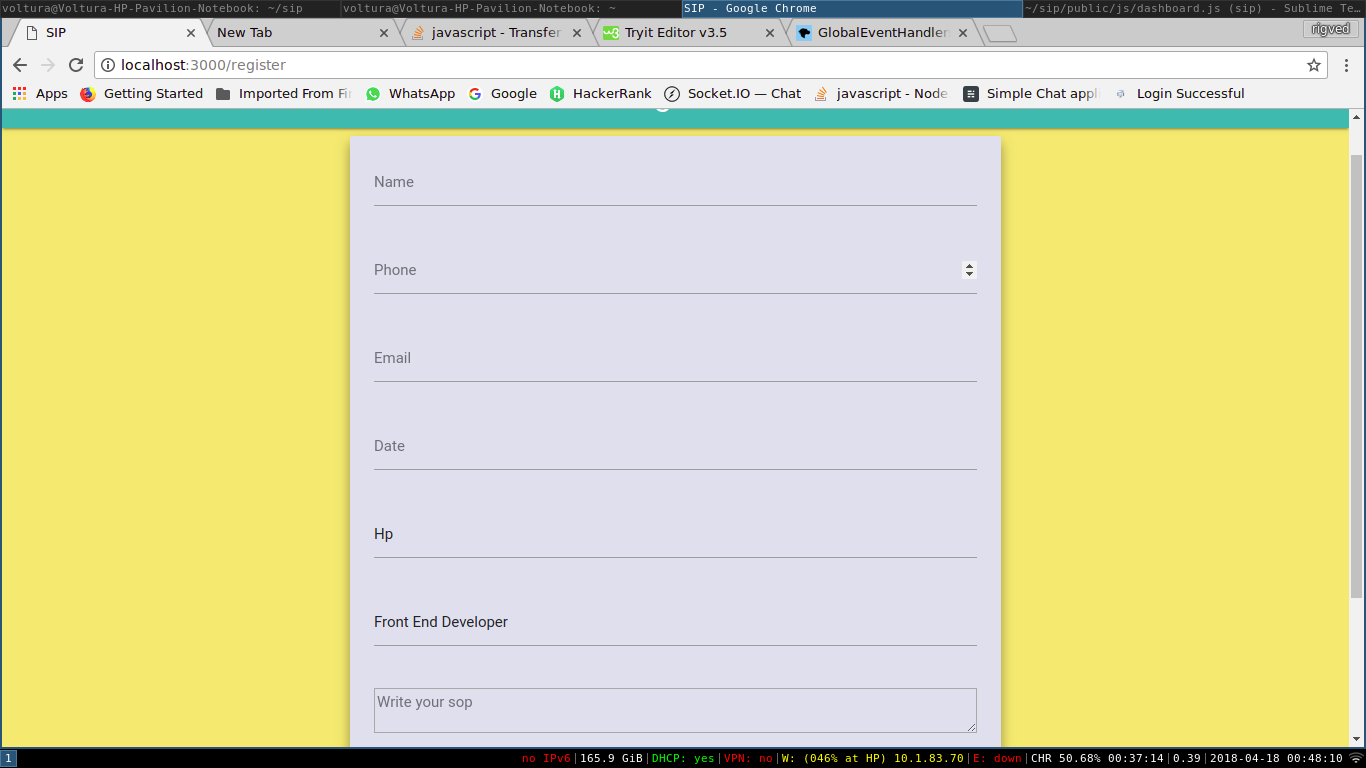 voltura@Voltura-HP-Pavilion-Notebook: ~/sip voltura@Voltura-HP-Pavilion-Notebook: ~ SIP - Google Chrome ~/sip/public/js/dashboard.js (sip) - Sublime Te…
SIP New Tab javascript - Transfer Tryit Editor v3.5 GlobalEventHandler rigved
localhost:3000/register
Apps Getting Started Imported From Fi WhatsApp Google HackerRank Socket.IO — Chat javascript - Node Simple Chat appl Login Successful
Name
Phone
Email
Date
Hp
Front End Developer
Write your sop
1 no IPv6|165.9 GiB|DHCP: yes|VPN: no|W: (046% at HP) 10.1.83.70|E: down|CHR 50.68% 00:37:14|0.39|2018-04-18 00:48:10